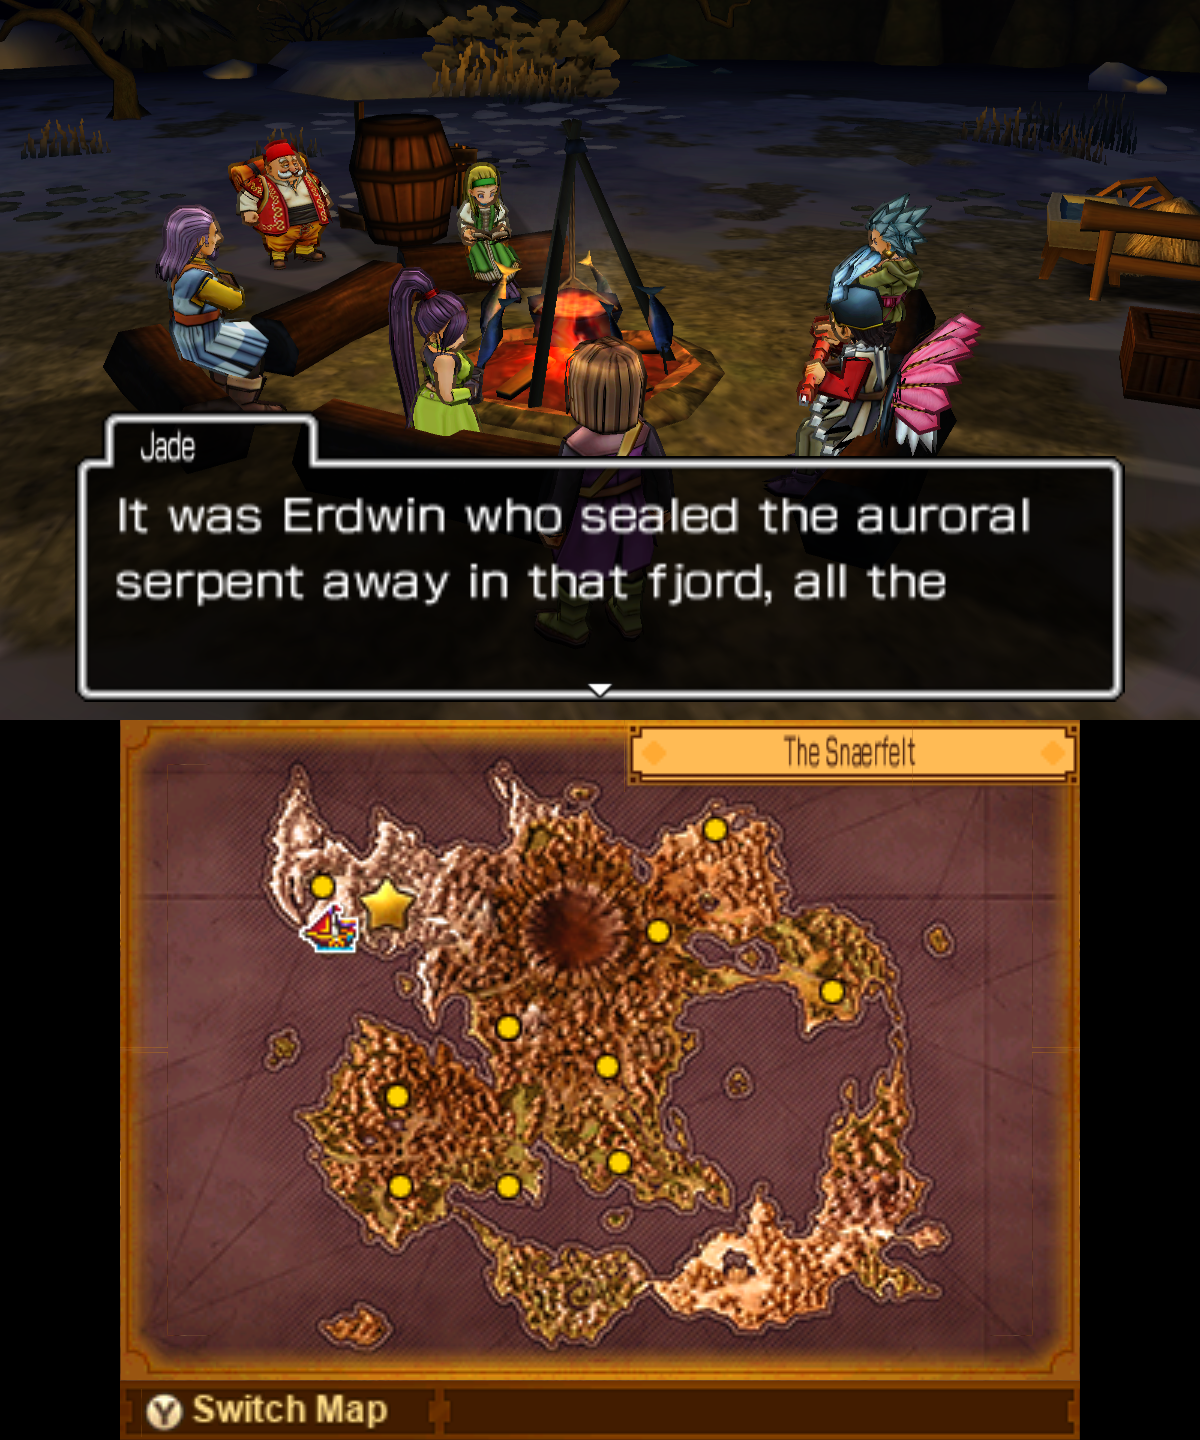 Jade
It was Erdwin who sealed the auroral
serpent away in that fjord, all the
The Snærfelt
Y Switch Map